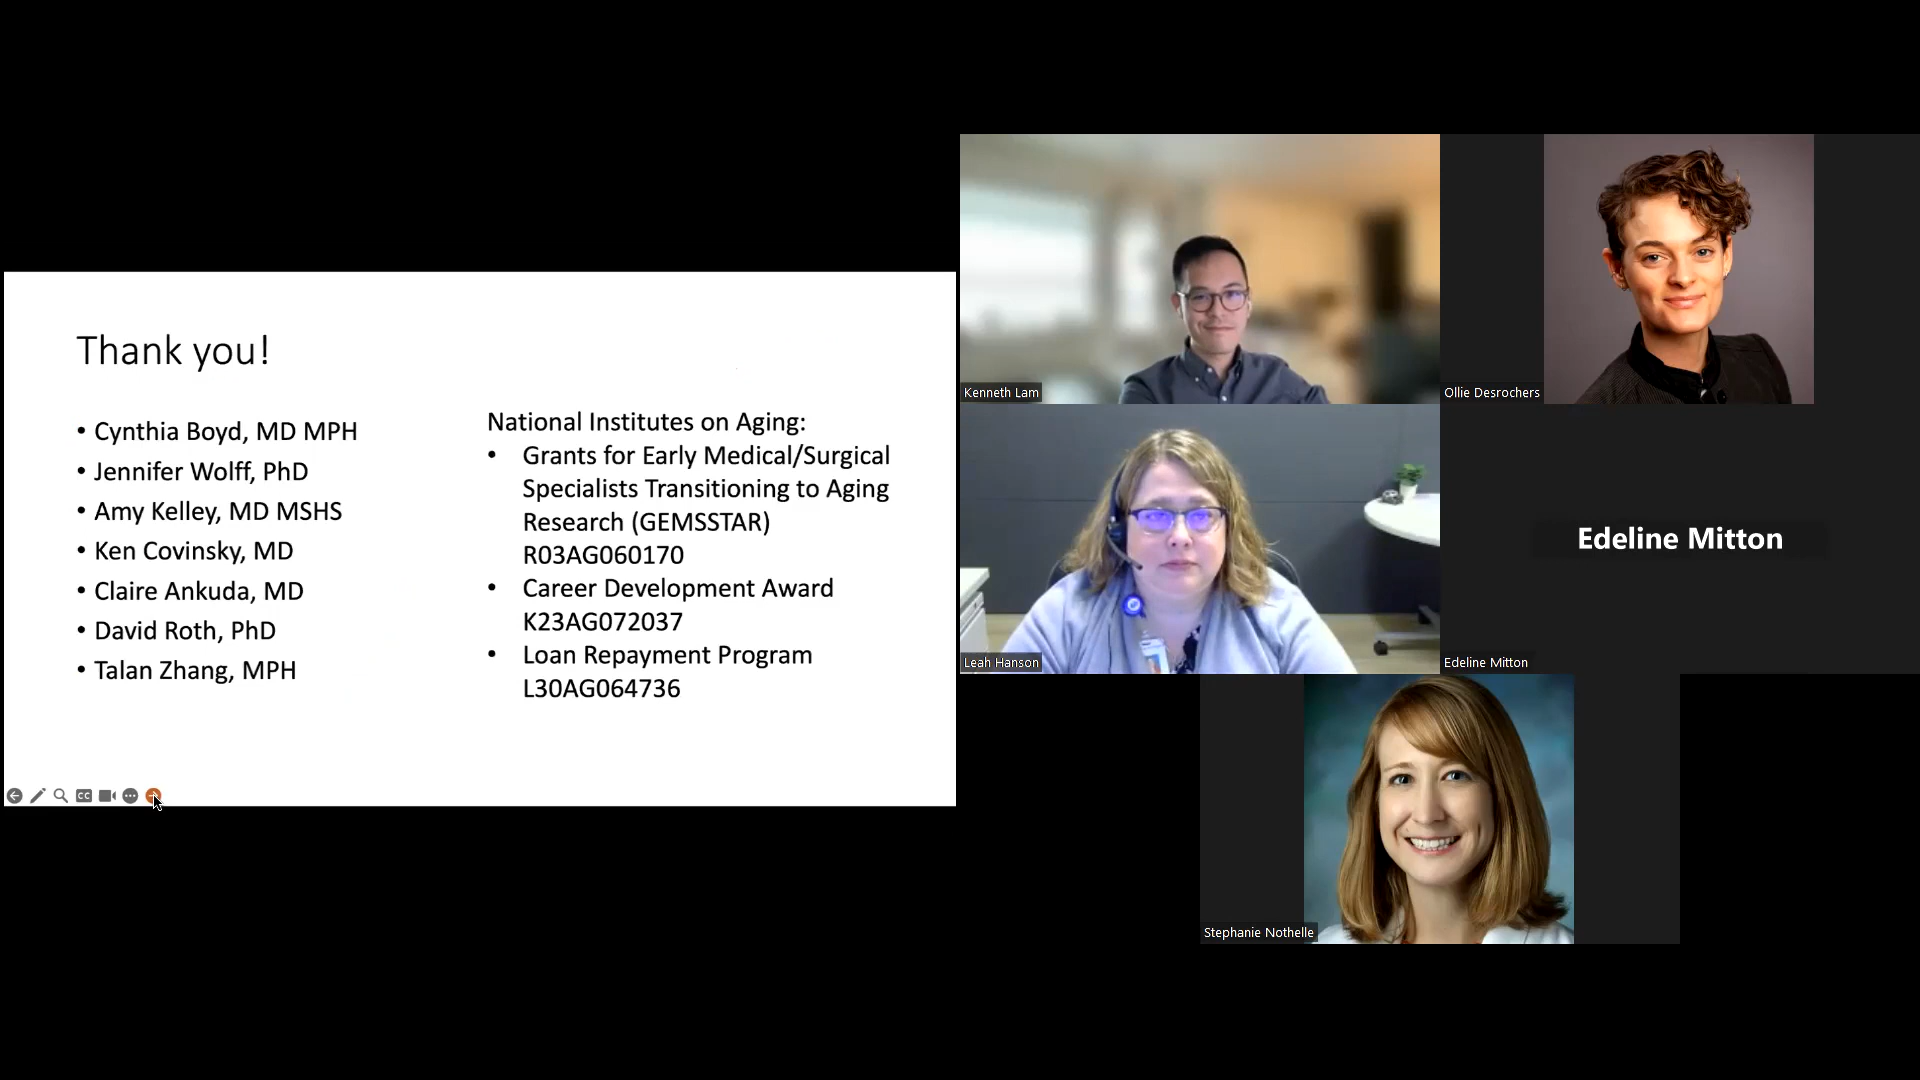 Thank you!
• Cynthia Boyd, MD MPH
• Jennifer Wolff, PhD
• Amy Kelley, MD MSHS
• Ken Covinsky, MD
• Claire Ankuda, MD
• David Roth, PhD
• Talan Zhang, MPH
National Institutes on Aging:
• Grants for Early Medical/Surgical
Specialists Transitioning to Aging
Research (GEMSSTAR)
R03AG060170
• Career Development Award
K23AG072037
• Loan Repayment Program
L30AG064736
CC
Kenneth Lam
Ollie Desrochers
Leah Hanson
Edeline Mitton
Edeline Mitton
Stephanie Nothelle